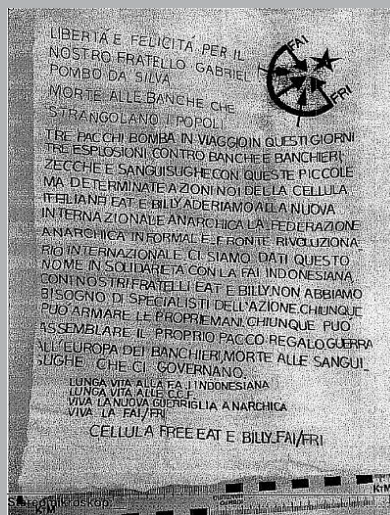 LIBERTÀ E FELICITÀ PER IL
NOSTRO FRATELLO GABRIEL
POMBO DA SILVA
MORTE ALLE BANCHE CHE
STRANGOLANO I POPOLI
FAI
FRI
TRE PACCHI BOMBA IN VIAGGIO IN QUESTI GIORNI
TRE ESPLOSIONI CONTRO BANCHE E BANCHIERI
ZECCHE E SANGUISUGHE CON QUESTE PICCOLE
MA DETERMINATE AZIONI NOI DELLA CELLULA
EAT E BILLY ADERIAMO ALLA NUOVA
INTERNAZIONALE ANARCHICA LA FEDERAZIONE
ANARCHICA INFORMALE FRONTE RIVOLUZIONA
RIO INTERNAZIONALE CI SIAMO DATI QUESTO
NOME IN SOLIDARIETÀ CON LA FAI INDONESIANA
CON I NOSTRI FRATELLI EAT E BILLY NON ABBIAMO
BISOGNO DI SPECIALISTI DELL'AZIONE, CHIUNQUE
PUÒ ARMARE LE PROPRIE MANI, CHIUNQUE PUÒ
ASSEMBLARE IL PROPRIO PACCO REGALO GUERRA
ALL'EUROPA DEI BANCHIERI, MORTE ALLE SANGUI_
SUGHE CHE CI GOVERNANO.
LUNGA VITA ALLA FAI INDONESIANA
LUNGA VITA ALLE C.C.F.
VIVA LA NUOVA GUERRIGLIA ANARCHICA
VIVA LA FAI/FRI
CELLULA FREE EAT E BILLY. FAI/FRI
KTM
KTM